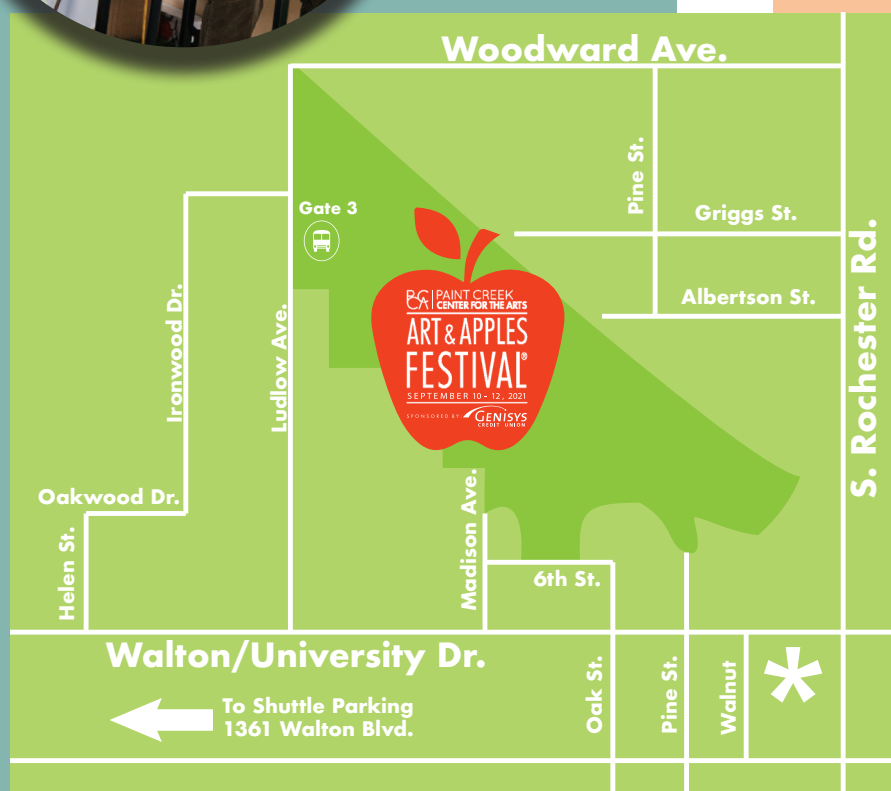 Woodward Ave.
Pine St.
Gate 3
Griggs St.
S. Rochester Rd.
Ironwood Dr.
Ludlow Ave.
Albertson St.
PCCA PAINT CREEK
CENTER FOR THE ARTS
ART & APPLES
FESTIVAL®
SEPTEMBER 10 – 12, 2021
SPONSORED BY: GENISYS
CREDIT UNION
Oakwood Dr.
Helen St.
Madison Ave.
6th St.
Walton/University Dr.
To Shuttle Parking
1361 Walton Blvd.
Oak St.
Pine St.
Walnut
*